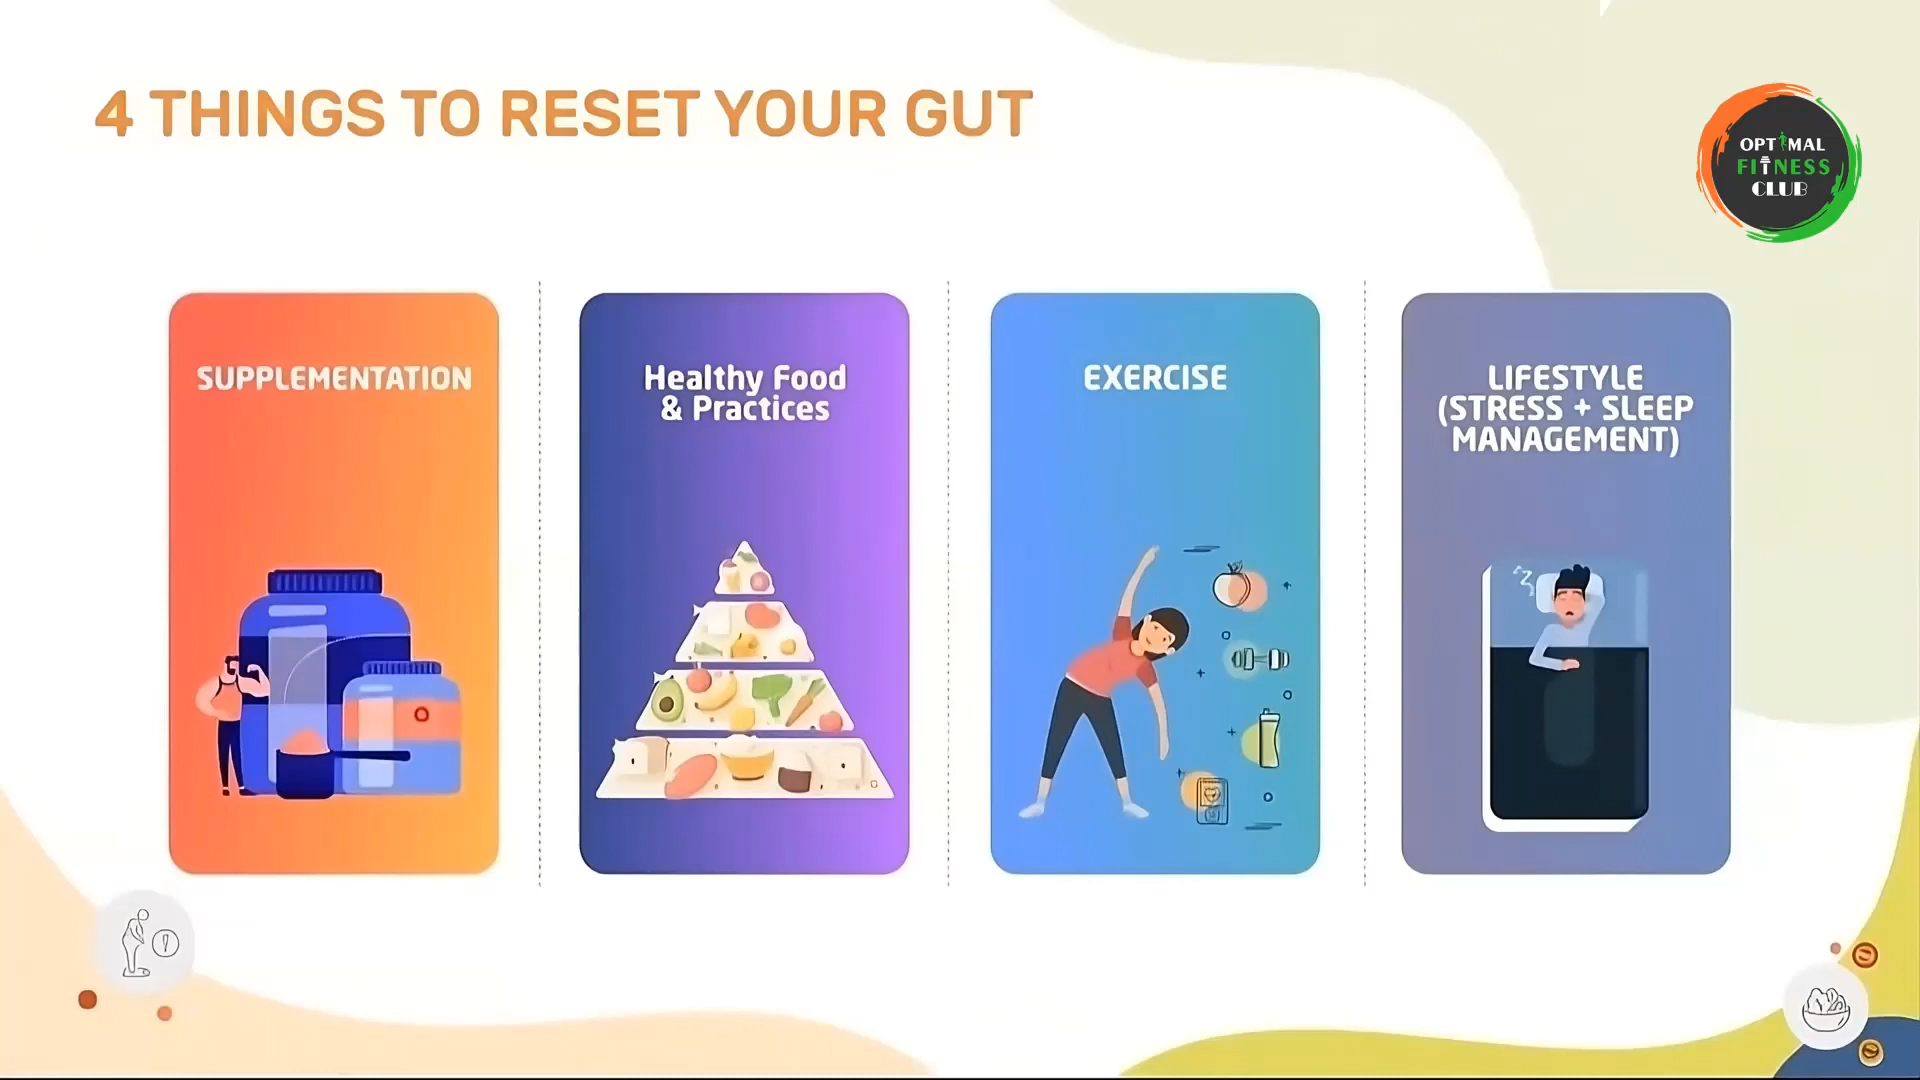 4 THINGS TO RESET YOUR GUT
OPTIMAL
FITNESS
CLUB
SUPPLEMENTATION
Healthy Food
& Practices
EXERCISE
LIFESTYLE
(STRESS + SLEEP
MANAGEMENT)